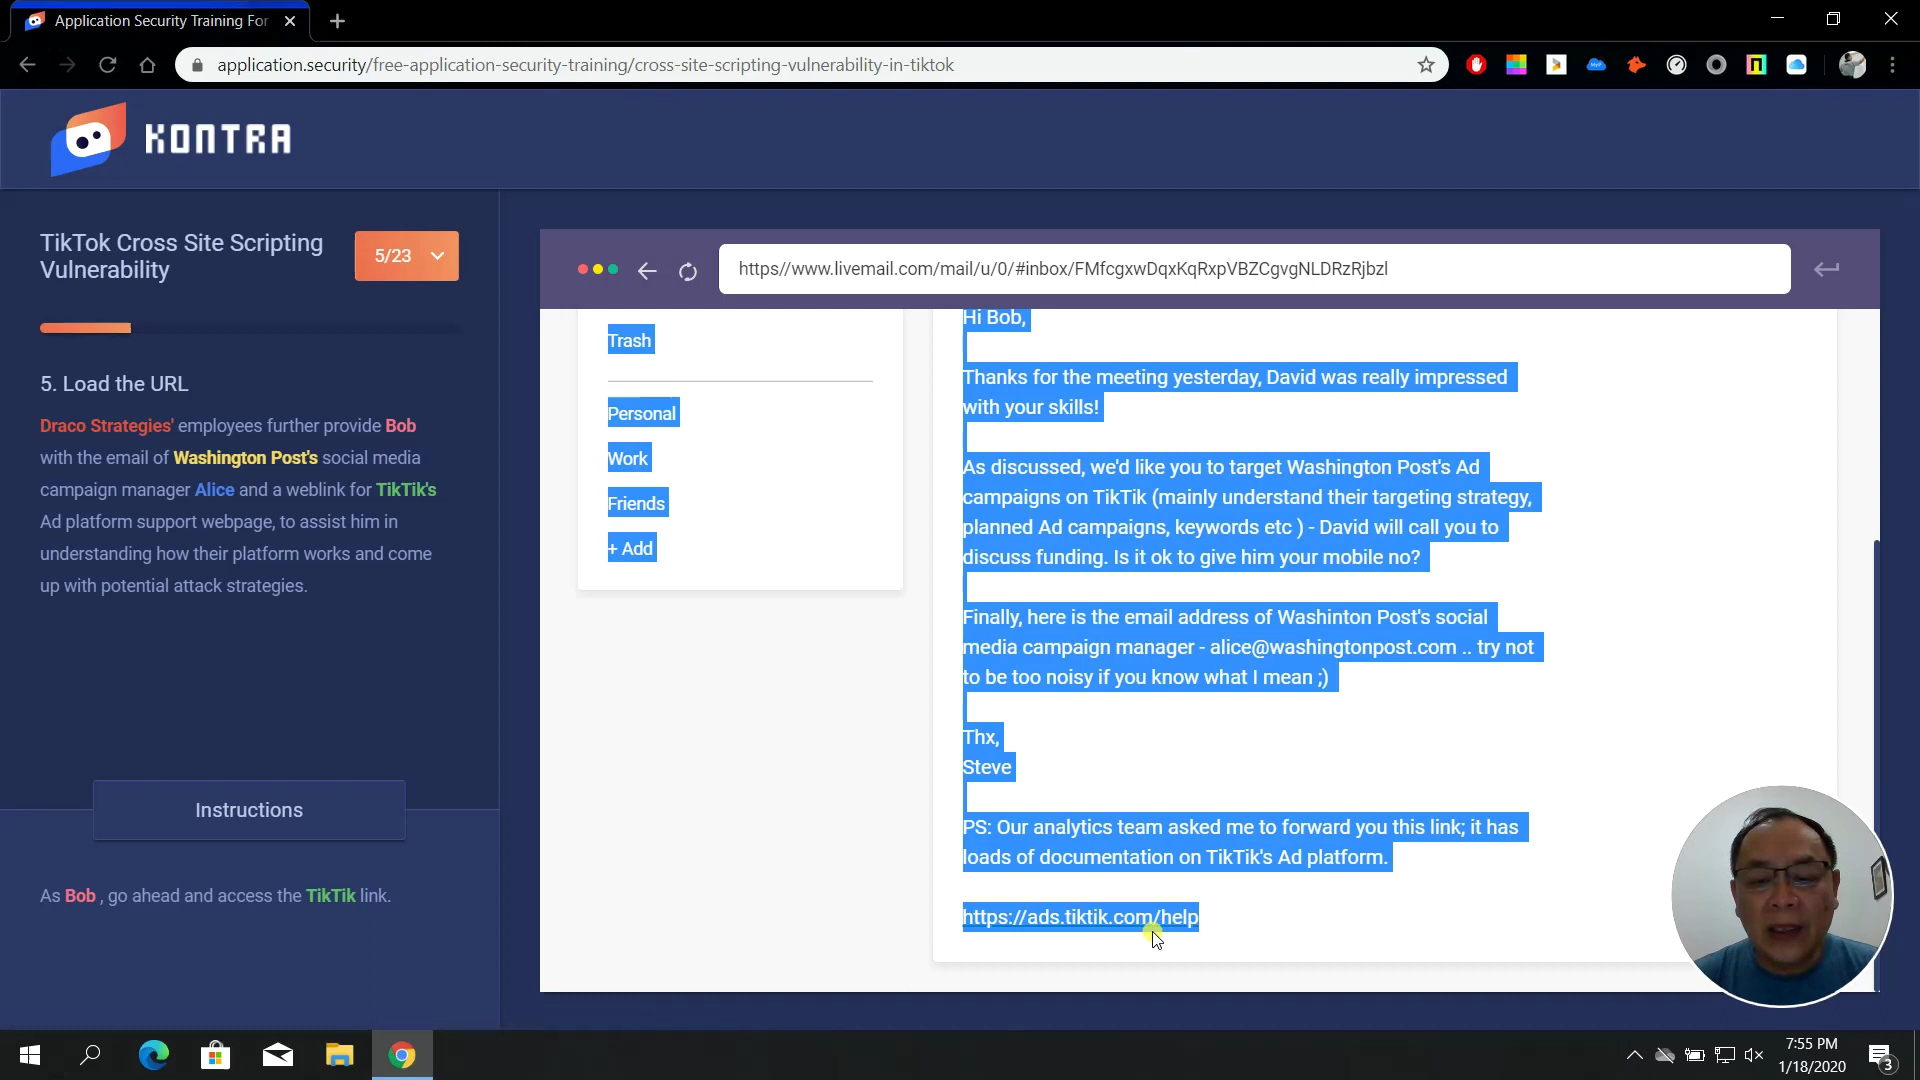 Application Security Training For
application.security/free-application-security-training/cross-site-scripting-vulnerability-in-tiktok
KONTRA
TikTok Cross Site Scripting
Vulnerability
5/23
5. Load the URL
Draco Strategies' employees further provide Bob
with the email of Washington Post's social media
campaign manager Alice and a weblink for TikTik's
Ad platform support webpage, to assist him in
understanding how their platform works and come
up with potential attack strategies.
Instructions
As Bob , go ahead and access the TikTik link.
https//www.livemail.com/mail/u/0/#inbox/FMfcgxwDqxKqRxpVBZCgvgNLDRzRjbzl
Trash
Personal
Work
Friends
+ Add
Hi Bob,
Thanks for the meeting yesterday, David was really impressed
with your skills!
As discussed, we'd like you to target Washington Post's Ad
campaigns on TikTik (mainly understand their targeting strategy,
planned Ad campaigns, keywords etc ) - David will call you to
discuss funding. Is it ok to give him your mobile no?
Finally, here is the email address of Washinton Post's social
media campaign manager - alice@washingtonpost.com .. try not
to be too noisy if you know what I mean ;)
Thx,
Steve
PS: Our analytics team asked me to forward you this link; it has
loads of documentation on TikTik's Ad platform.
https://ads.tiktik.com/help
7:55 PM
1/18/2020
3